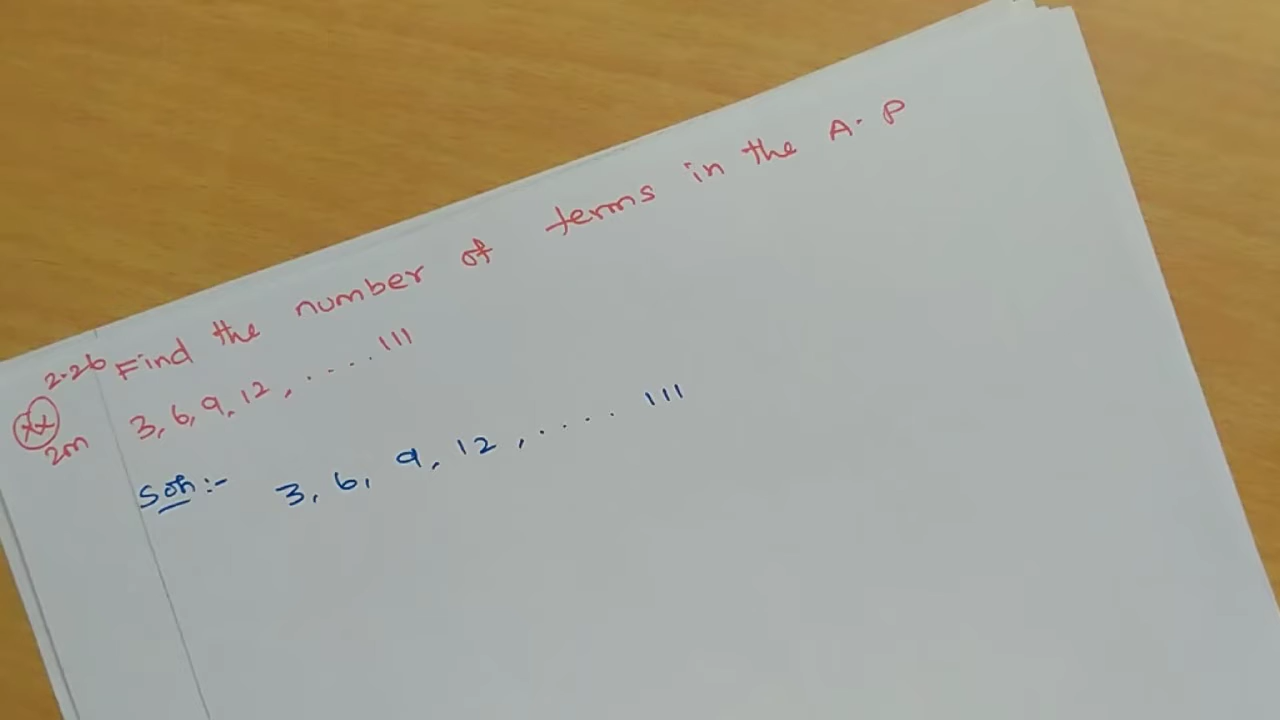 2.26 Find the number of terms in the A.P
3, 6, 9, 12, ....111
xx
2m
Soln:- 3, 6, 9, 12, .... 111